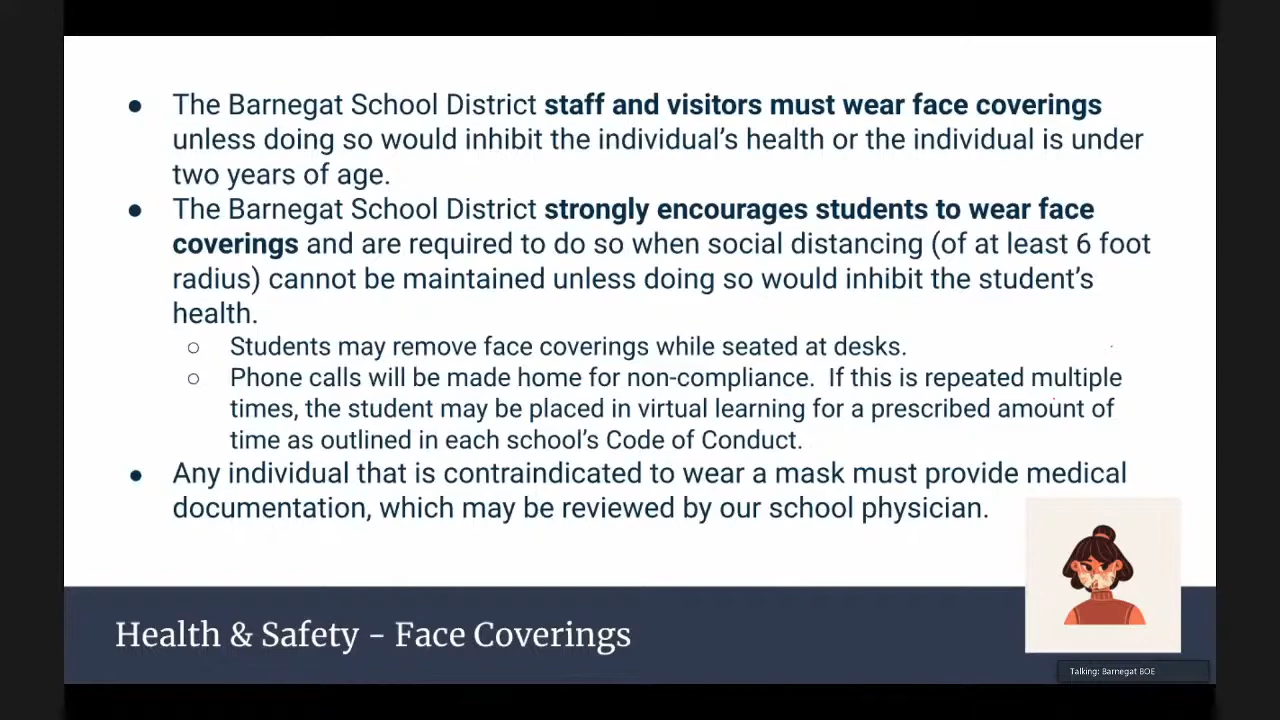 ● The Barnegat School District staff and visitors must wear face coverings
unless doing so would inhibit the individual’s health or the individual is under
two years of age.
● The Barnegat School District strongly encourages students to wear face
coverings and are required to do so when social distancing (of at least 6 foot
radius) cannot be maintained unless doing so would inhibit the student’s
health.
○ Students may remove face coverings while seated at desks.
○ Phone calls will be made home for non-compliance.  If this is repeated multiple
times, the student may be placed in virtual learning for a prescribed amount of
time as outlined in each school’s Code of Conduct.
● Any individual that is contraindicated to wear a mask must provide medical
documentation, which may be reviewed by our school physician.
Health & Safety - Face Coverings
Talking: Barnegat BOE